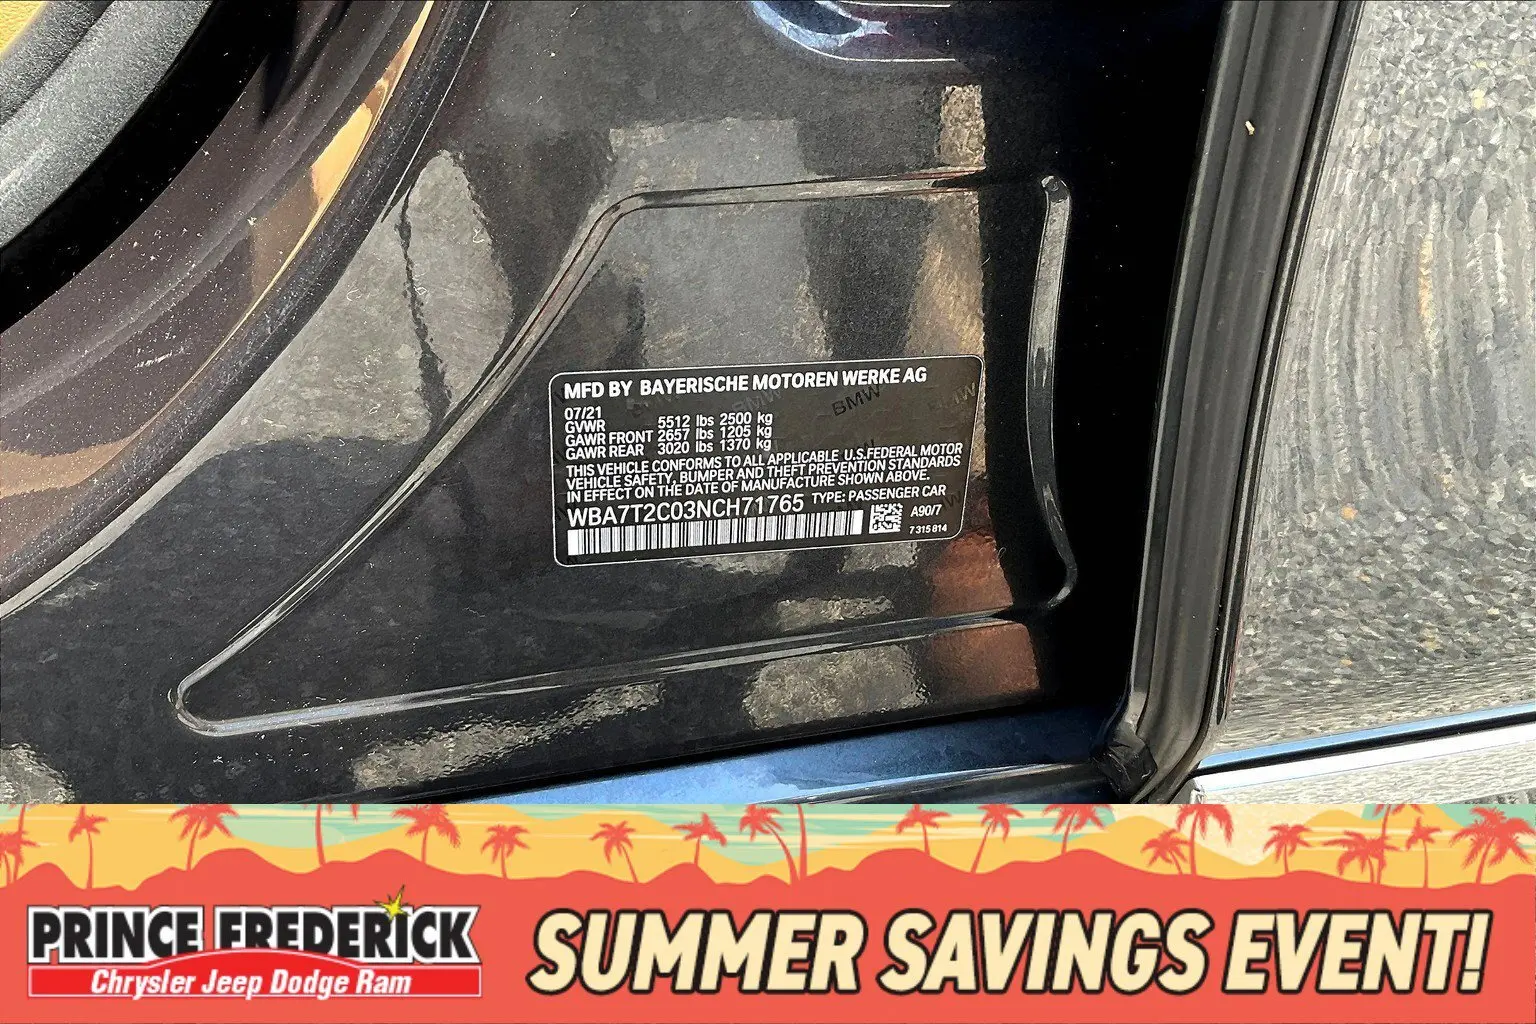 MFD BY BAYERISCHE MOTOREN WERKE AG
07/21
GVWR 5512 lbs 2500 kg
GAWR FRONT 2657 lbs 1205 kg
GAWR REAR 3020 lbs 1370 kg
THIS VEHICLE CONFORMS TO ALL APPLICABLE U.S.FEDERAL MOTOR
VEHICLE SAFETY, BUMPER AND THEFT PREVENTION STANDARDS
IN EFFECT ON THE DATE OF MANUFACTURE SHOWN ABOVE.
WBA7T2C03NCH71765 TYPE: PASSENGER CAR
A90/7
7 315 814
BMW
PRINCE FREDERICK
Chrysler Jeep Dodge Ram
SUMMER SAVINGS EVENT!